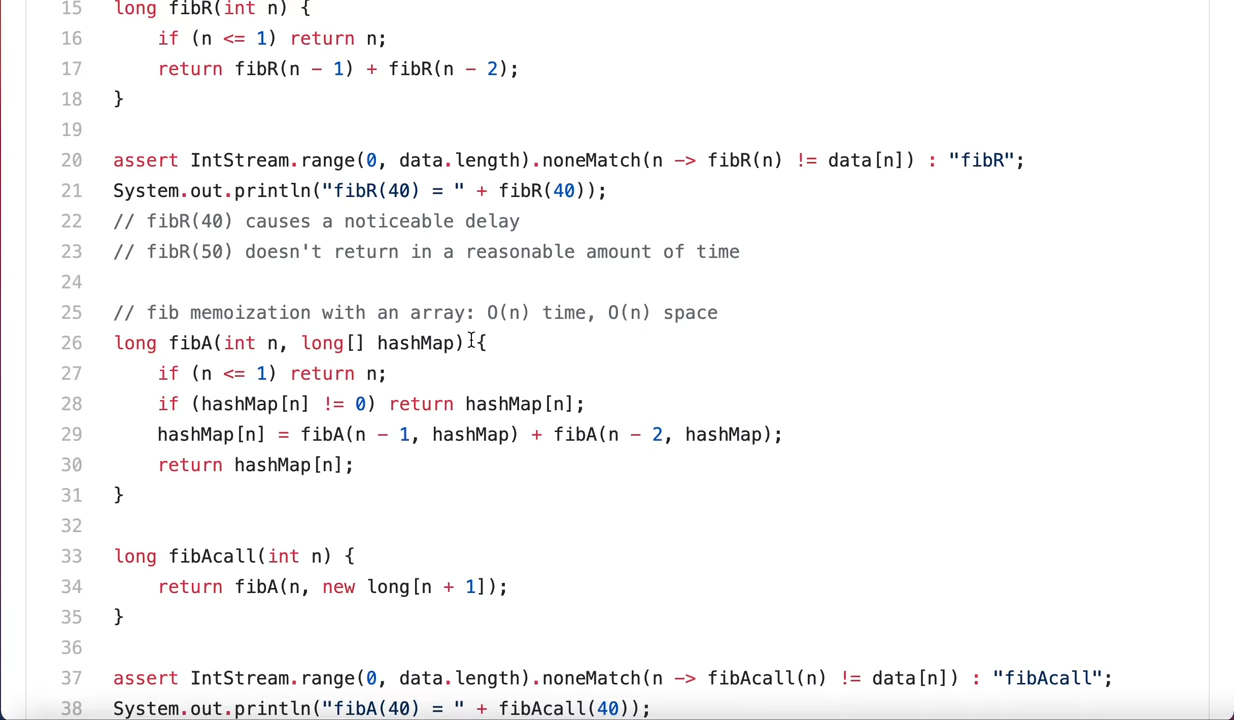 15 long fibR(int n) {
16 if (n <= 1) return n;
17 return fibR(n - 1) + fibR(n - 2);
18 }
19
20 assert IntStream.range(0, data.length).noneMatch(n -> fibR(n) != data[n]) : "fibR";
21 System.out.println("fibR(40) = " + fibR(40));
22 // fibR(40) causes a noticeable delay
23 // fibR(50) doesn't return in a reasonable amount of time
24
25 // fib memoization with an array: O(n) time, O(n) space
26 long fibA(int n, long[] hashMap) {
27 if (n <= 1) return n;
28 if (hashMap[n] != 0) return hashMap[n];
29 hashMap[n] = fibA(n - 1, hashMap) + fibA(n - 2, hashMap);
30 return hashMap[n];
31 }
32
33 long fibAcall(int n) {
34 return fibA(n, new long[n + 1]);
35 }
36
37 assert IntStream.range(0, data.length).noneMatch(n -> fibAcall(n) != data[n]) : "fibAcall";
38 System.out.println("fibA(40) = " + fibAcall(40));